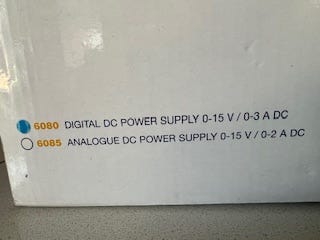 6080 DIGITAL DC POWER SUPPLY 0-15 V / 0-3 A DC
6085 ANALOGUE DC POWER SUPPLY 0-15 V / 0-2 A DC